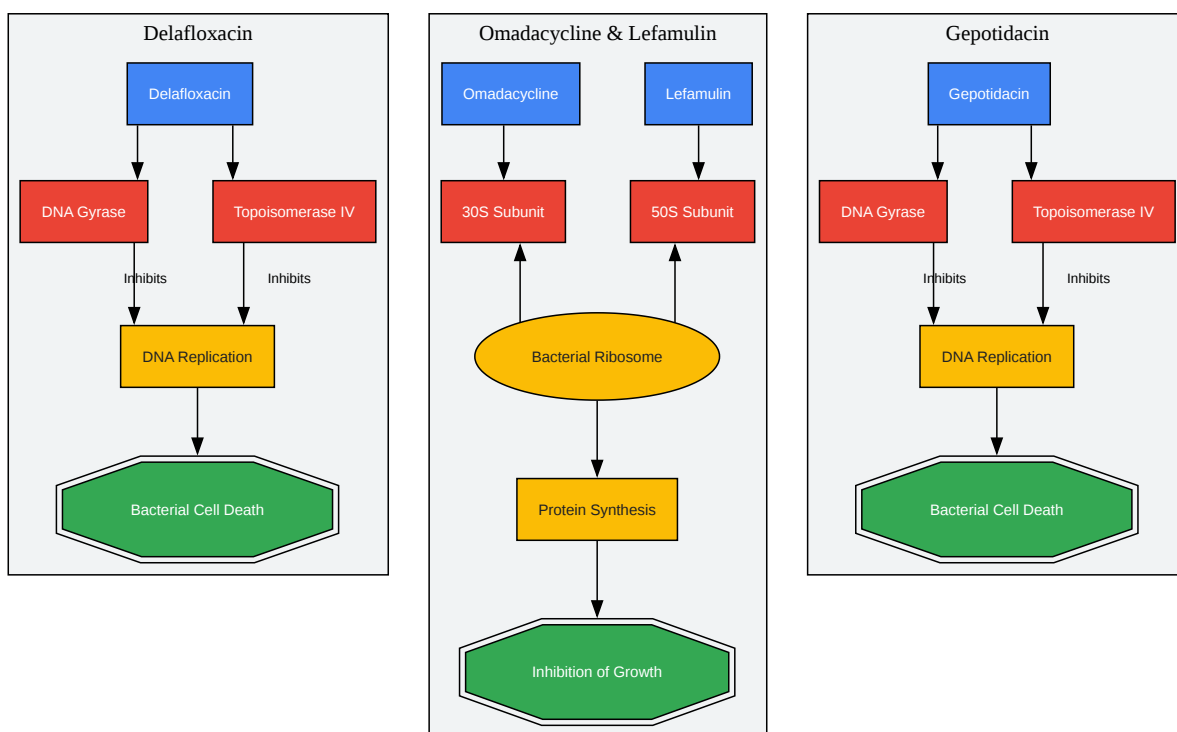 Delafloxacin
Delafloxacin
DNA Gyrase
Topoisomerase IV
Inhibits
Inhibits
DNA Replication
Bacterial Cell Death
Omadacycline & Lefamulin
Omadacycline
Lefamulin
30S Subunit
50S Subunit
Bacterial Ribosome
Protein Synthesis
Inhibition of Growth
Gepotidacin
Gepotidacin
DNA Gyrase
Topoisomerase IV
Inhibits
Inhibits
DNA Replication
Bacterial Cell Death